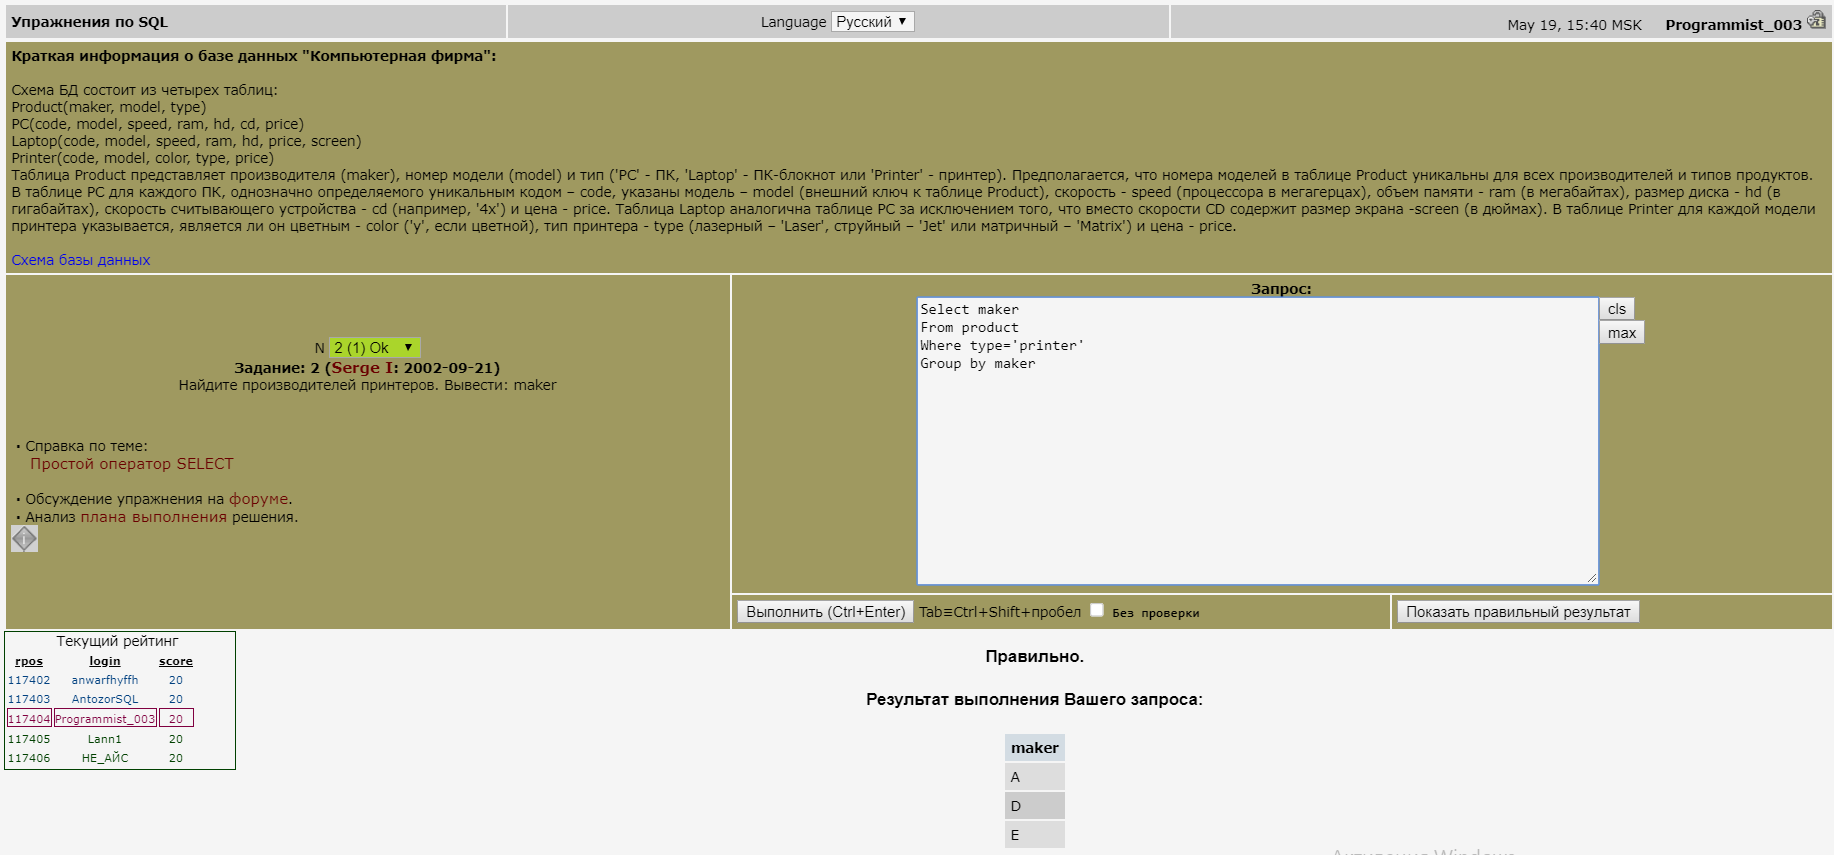 Упражнения по SQL
Language Русский
May 19, 15:40 MSK Programmist_003
Краткая информация о базе данных "Компьютерная фирма":
Схема БД состоит из четырех таблиц:
Product(maker, model, type)
PC(code, model, speed, ram, hd, cd, price)
Laptop(code, model, speed, ram, hd, price, screen)
Printer(code, model, color, type, price)
Таблица Product представляет производителя (maker), номер модели (model) и тип ('PC' - ПК, 'Laptop' - ПК-блокнот или 'Printer' - принтер). Предполагается, что номера моделей в таблице Product уникальны для всех производителей и типов продуктов.
В таблице PC для каждого ПК, однозначно определяемого уникальным кодом – code, указаны модель – model (внешний ключ к таблице Product), скорость - speed (процессора в мегагерцах), объем памяти - ram (в мегабайтах), размер диска - hd (в
гигабайтах), скорость считывающего устройства - cd (например, '4x') и цена - price. Таблица Laptop аналогична таблице РС за исключением того, что вместо скорости CD содержит размер экрана -screen (в дюймах). В таблице Printer для каждой модели
принтера указывается, является ли он цветным - color ('y', если цветной), тип принтера - type (лазерный – 'Laser', струйный – 'Jet' или матричный – 'Matrix') и цена - price.
Схема базы данных
N 2 (1) Ok
Задание: 2 (Serge I: 2002-09-21)
Найдите производителей принтеров. Вывести: maker
· Справка по теме:
Простой оператор SELECT
· Обсуждение упражнения на форуме.
· Анализ плана выполнения решения.
Запрос:
Select maker
From product
Where type='printer'
Group by maker
cls
max
Выполнить (Ctrl+Enter) Tab≡Ctrl+Shift+пробел Без проверки
Показать правильный результат
Текущий рейтинг
rpos login score
117402 anwarfhyffh 20
117403 AntozorSQL 20
117404 Programmist_003 20
117405 Lann1 20
117406 НЕ_АЙС 20
Правильно.
Результат выполнения Вашего запроса:
maker
A
D
E